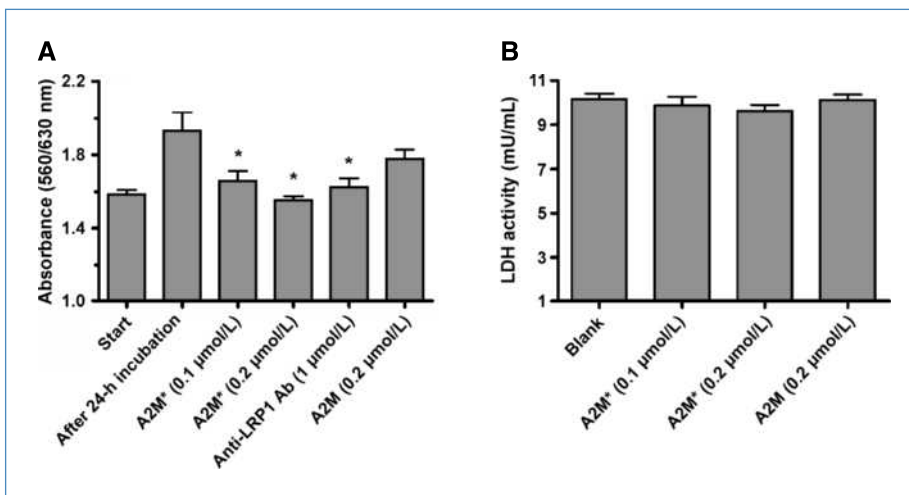 A
Absorbance (560/630 nm)
2.2
1.8
1.4
1.0
*
*
*
Start
After 24-h incubation
A2M* (0.1 µmol/L)
A2M* (0.2 µmol/L)
Anti-LRP1 Ab (1 µmol/L)
A2M (0.2 µmol/L)
B
LDH activity (mU/mL)
11
9
7
5
3
1
Blank
A2M* (0.1 µmol/L)
A2M* (0.2 µmol/L)
A2M (0.2 µmol/L)